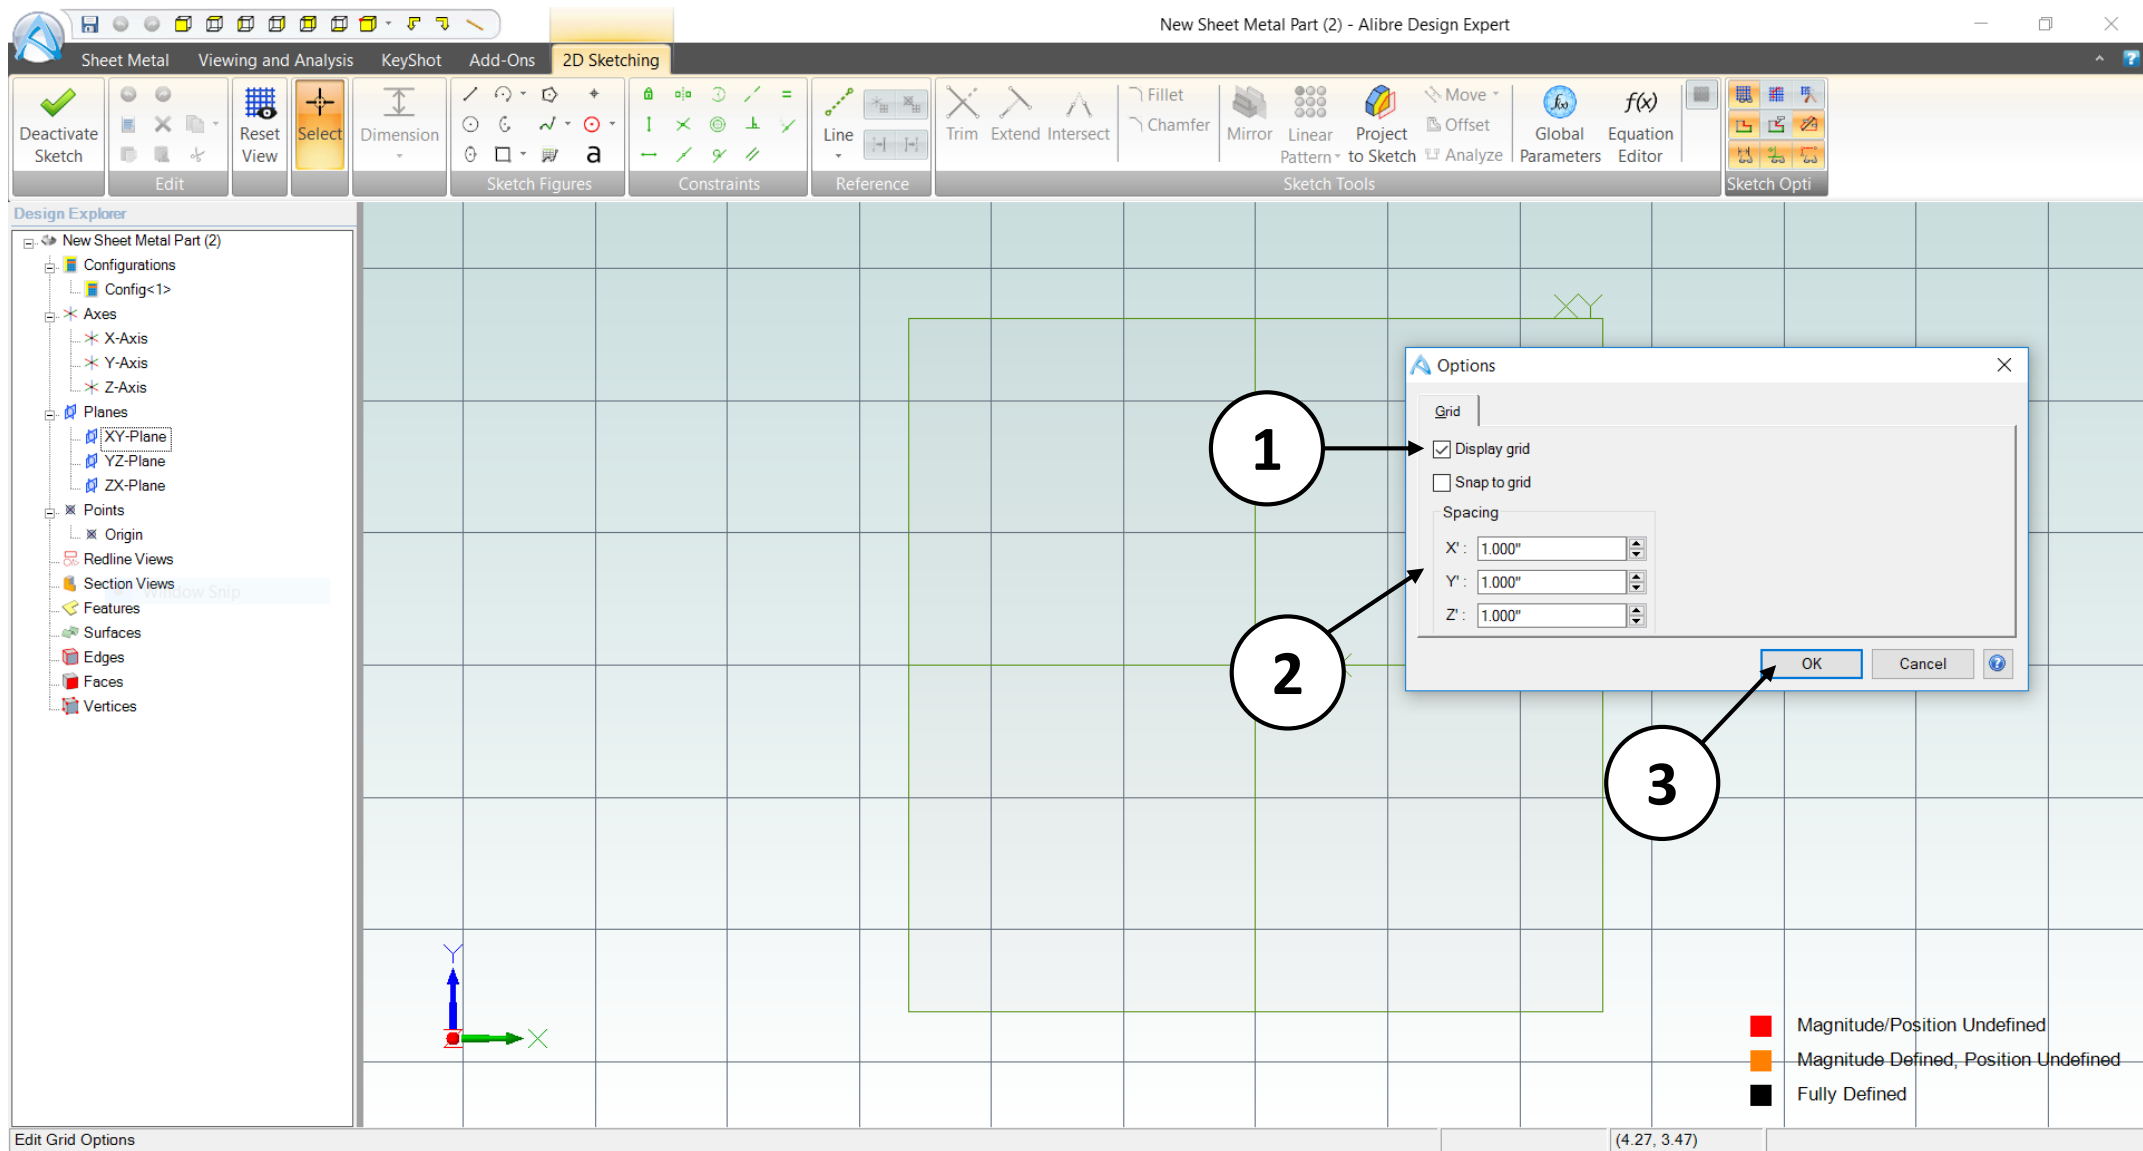 New Sheet Metal Part (2) - Alibre Design Expert
Sheet Metal Viewing and Analysis KeyShot Add-Ons 2D Sketching
Deactivate Sketch
Edit
Reset View
Select
Dimension
a
Sketch Figures
Constraints
Line
Reference
Trim Extend Intersect
Fillet
Chamfer
Mirror
Linear Pattern
Project to Sketch
Move
Offset
Analyze
Sketch Tools
f(x)
Global Parameters
f(x)
Equation Editor
Sketch Opti
Design Explorer
New Sheet Metal Part (2)
Configurations
Config<1>
Axes
X-Axis
Y-Axis
Z-Axis
Planes
XY-Plane
YZ-Plane
ZX-Plane
Points
Origin
Redline Views
Section Views
Window Snip
Features
Surfaces
Edges
Faces
Vertices
XY
Options
Grid
Display grid
Snap to grid
Spacing
X' : 1.000"
Y' : 1.000"
Z' : 1.000"
OK Cancel ?
1
2
3
Y
X
Z
Magnitude/Position Undefined
Magnitude Defined, Position Undefined
Fully Defined
Edit Grid Options
(4.27, 3.47)